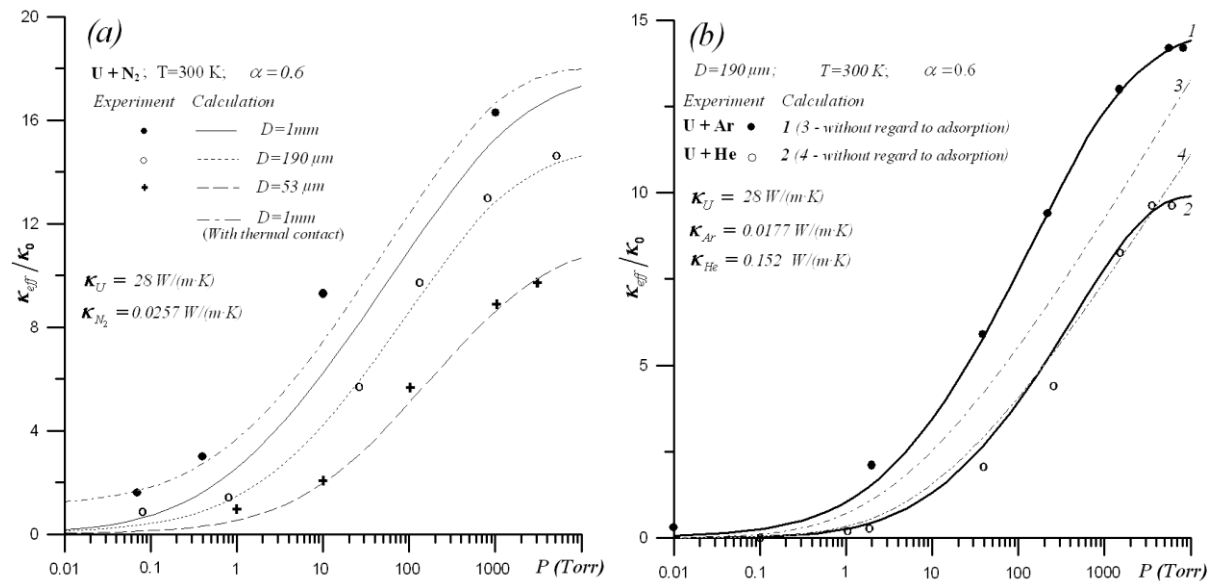 (a)
U + N₂; T=300 K; α=0.6
Experiment Calculation
D=1mm
D=190 μm
D=53 μm
D=1mm
(With thermal contact)
κU = 28 W/(m·K)
κN₂ = 0.0257 W/(m·K)
κeff / κ0
20
16
12
8
4
0
0.01 0.1 1 10 100 1000 P (Torr)
(b)
D=190 μm; T=300 K; α=0.6
Experiment Calculation
U + Ar 1 (3 - without regard to adsorption)
U + He 2 (4 - without regard to adsorption)
κU = 28 W/(m·K)
κAr = 0.0177 W/(m·K)
κHe = 0.152 W/(m·K)
κeff / κ0
15
10
5
0
1
3
4
2
0.01 0.1 1 10 100 1000 P (Torr)